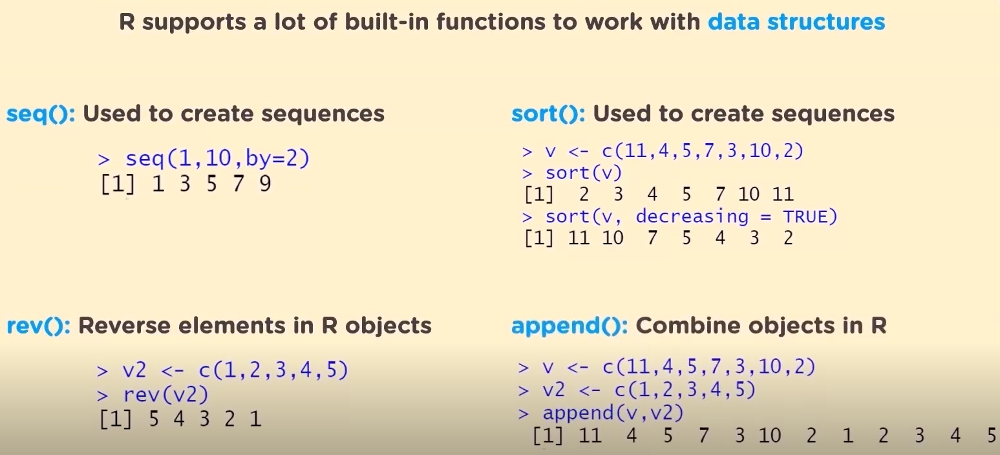 R supports a lot of built-in functions to work with data structures
seq(): Used to create sequences
> seq(1,10,by=2)
[1] 1 3 5 7 9
sort(): Used to create sequences
> v <- c(11,4,5,7,3,10,2)
> sort(v)
[1]  2  3  4  5  7 10 11
> sort(v, decreasing = TRUE)
[1] 11 10  7  5  4  3  2
rev(): Reverse elements in R objects
> v2 <- c(1,2,3,4,5)
> rev(v2)
[1] 5 4 3 2 1
append(): Combine objects in R
> v <- c(11,4,5,7,3,10,2)
> v2 <- c(1,2,3,4,5)
> append(v,v2)
[1] 11  4  5  7  3 10  2  1  2  3  4  5